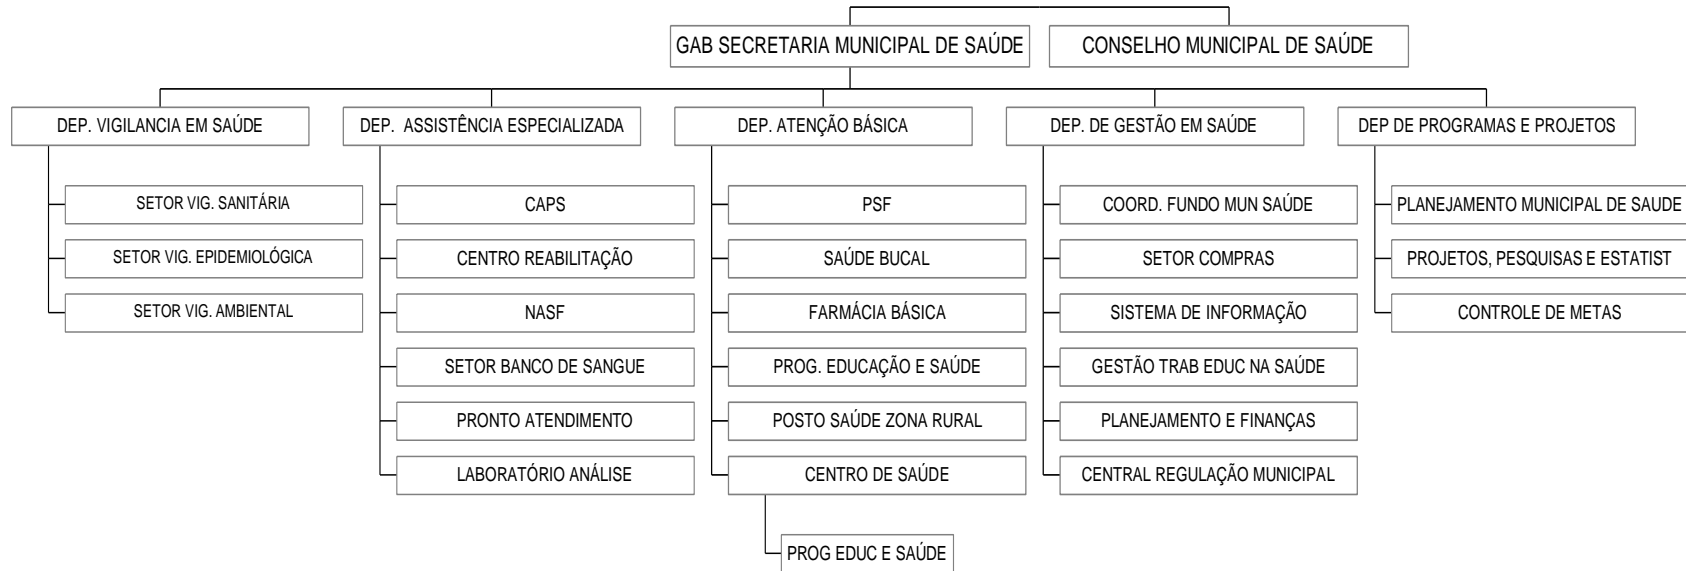 GAB SECRETARIA MUNICIPAL DE SAÚDE
CONSELHO MUNICIPAL DE SAÚDE
DEP. VIGILANCIA EM SAÚDE
DEP. ASSISTÊNCIA ESPECIALIZADA
DEP. ATENÇÃO BÁSICA
DEP. DE GESTÃO EM SAÚDE
DEP DE PROGRAMAS E PROJETOS
SETOR VIG. SANITÁRIA
SETOR VIG. EPIDEMIOLÓGICA
SETOR VIG. AMBIENTAL
CAPS
CENTRO REABILITAÇÃO
NASF
SETOR BANCO DE SANGUE
PRONTO ATENDIMENTO
LABORATÓRIO ANÁLISE
PSF
SAÚDE BUCAL
FARMÁCIA BÁSICA
PROG. EDUCAÇÃO E SAÚDE
POSTO SAÚDE ZONA RURAL
CENTRO DE SAÚDE
PROG EDUC E SAÚDE
COORD. FUNDO MUN SAÚDE
SETOR COMPRAS
SISTEMA DE INFORMAÇÃO
GESTÃO TRAB EDUC NA SAÚDE
PLANEJAMENTO E FINANÇAS
CENTRAL REGULAÇÃO MUNICIPAL
PLANEJAMENTO MUNICIPAL DE SAUDE
PROJETOS, PESQUISAS E ESTATIST
CONTROLE DE METAS